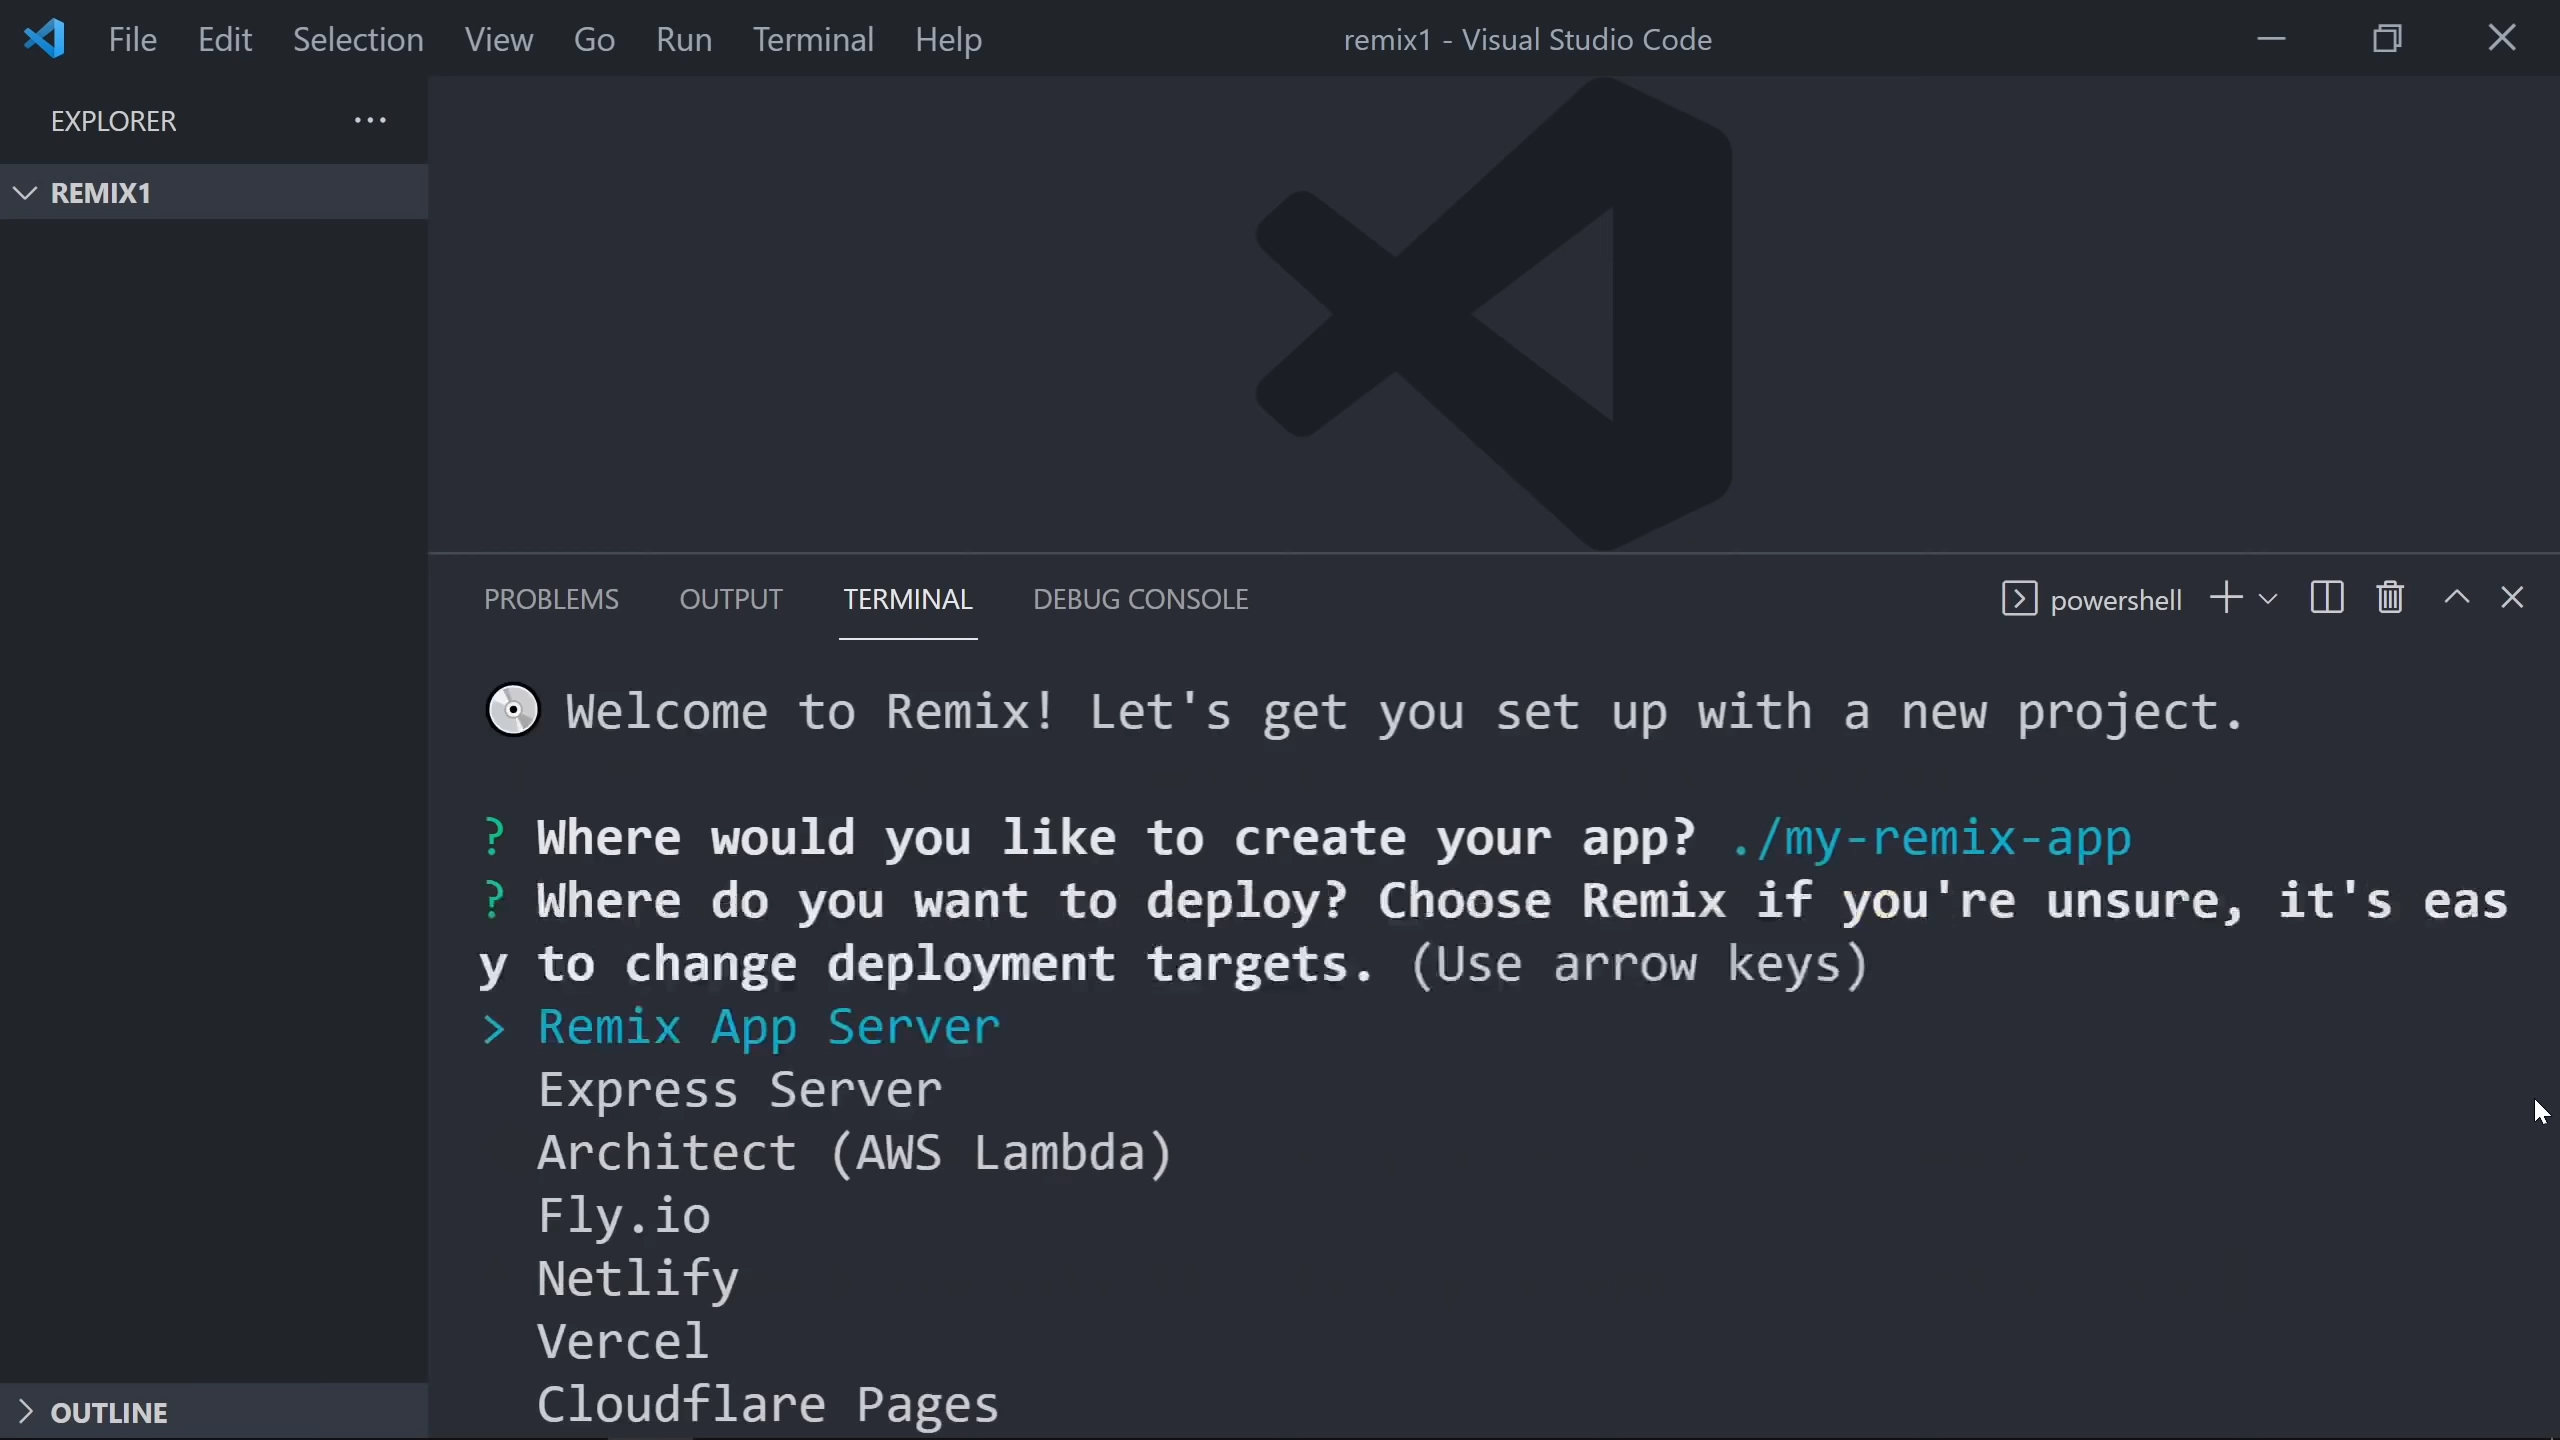 File Edit Selection View Go Run Terminal Help
remix1 - Visual Studio Code
EXPLORER
REMIX1
PROBLEMS OUTPUT TERMINAL DEBUG CONSOLE
powershell
Welcome to Remix! Let's get you set up with a new project.
? Where would you like to create your app? ./my-remix-app
? Where do you want to deploy? Choose Remix if you're unsure, it's eas
y to change deployment targets. (Use arrow keys)
> Remix App Server
Express Server
Architect (AWS Lambda)
Fly.io
Netlify
Vercel
Cloudflare Pages
OUTLINE